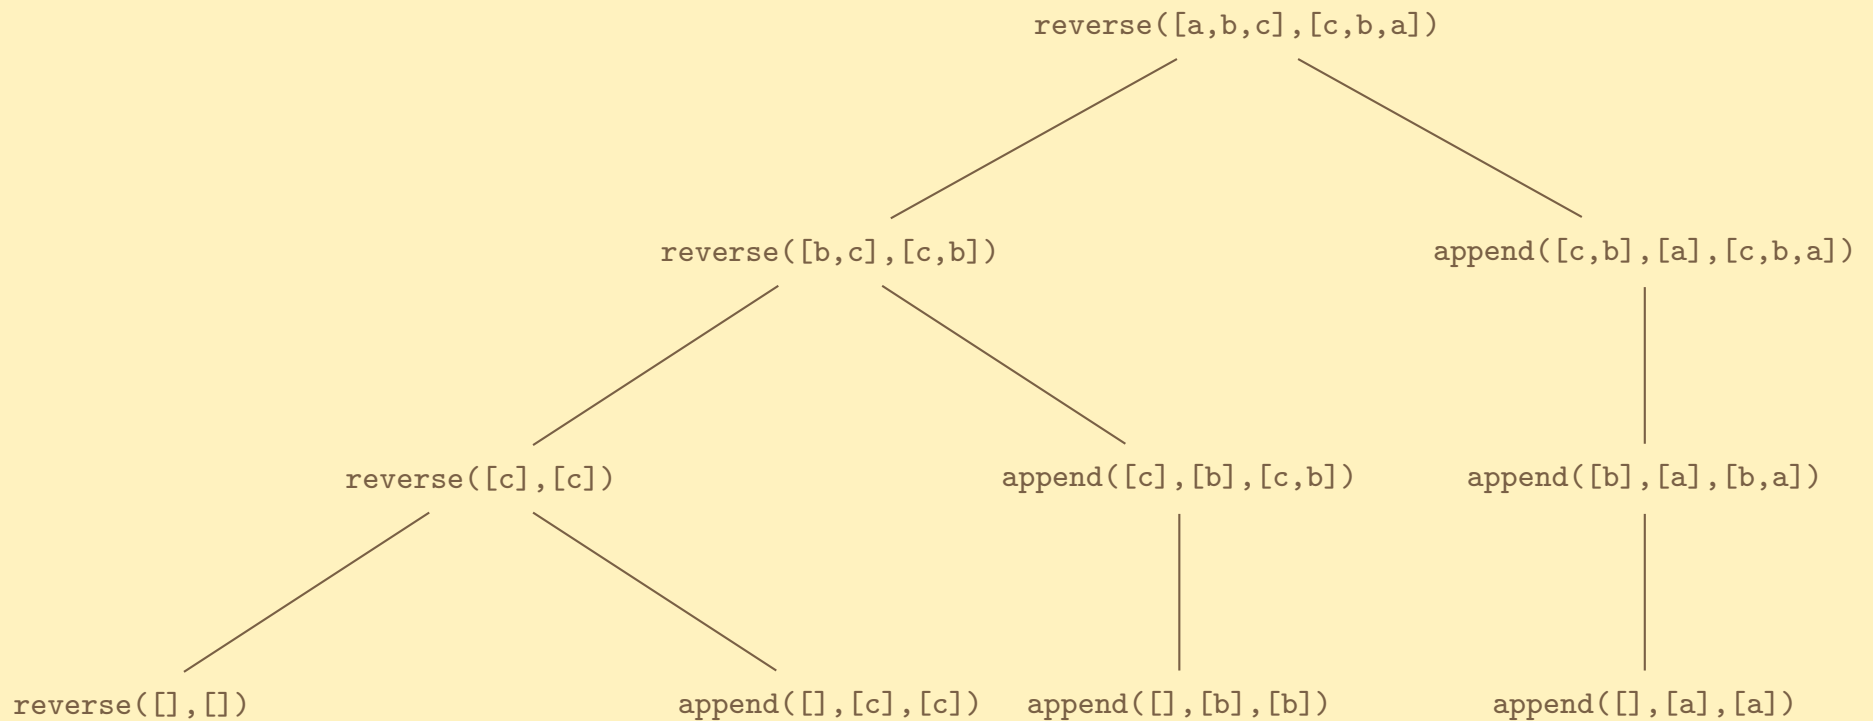 reverse([a,b,c],[c,b,a])
reverse([b,c],[c,b])
append([c,b],[a],[c,b,a])
reverse([c],[c])
append([c],[b],[c,b])
append([b],[a],[b,a])
reverse([],[])
append([],[c],[c])
append([],[b],[b])
append([],[a],[a])